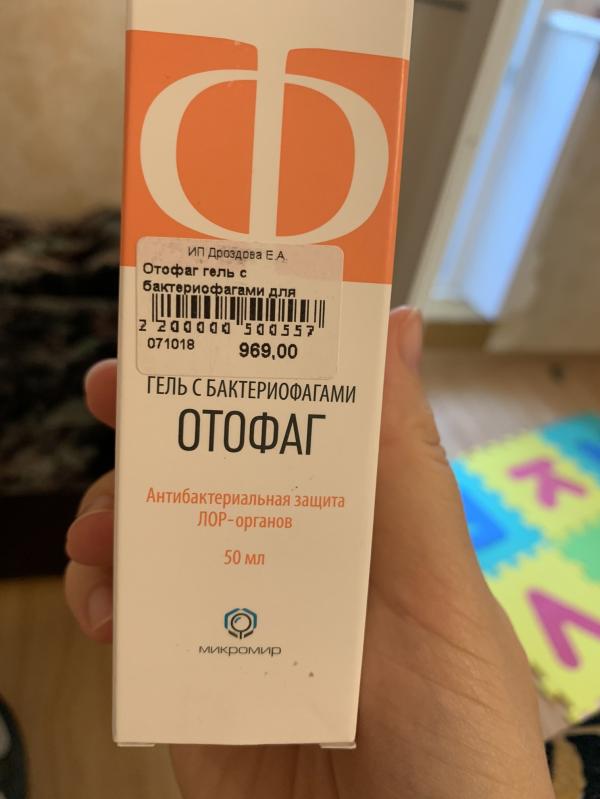 Ф
ИП Дроздова Е.А.
Отофаг гель с
бактериофагами для
2 200000 500557
071018 969,00
ГЕЛЬ С БАКТЕРИОФАГАМИ
ОТОФАГ
Антибактериальная защита
ЛОР-органов
50 мл
микромир
К
Л